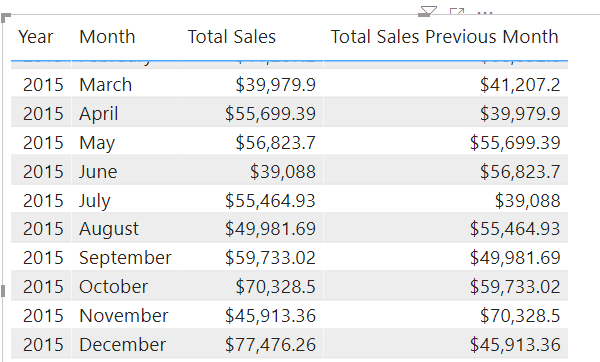 Year Month Total Sales Total Sales Previous Month
2015 March $39,979.9 $41,207.2
2015 April $55,699.39 $39,979.9
2015 May $56,823.7 $55,699.39
2015 June $39,088 $56,823.7
2015 July $55,464.93 $39,088
2015 August $49,981.69 $55,464.93
2015 September $59,733.02 $49,981.69
2015 October $70,328.5 $59,733.02
2015 November $45,913.36 $70,328.5
2015 December $77,476.26 $45,913.36